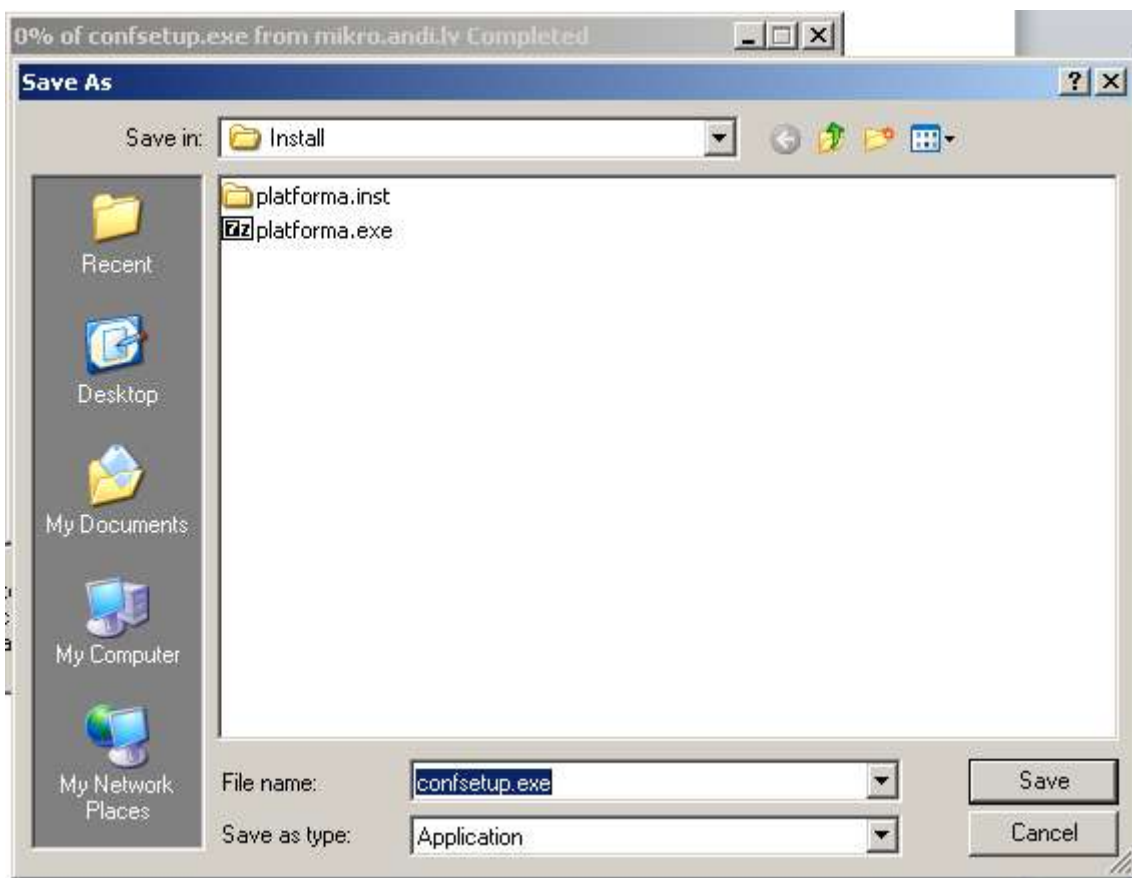 0% of confsetup.exe from mikro.andi.lv Completed
Save As
Save in: Install
platforma.inst
platforma.exe
Recent
Desktop
My Documents
My Computer
My Network
Places
File name: confsetup.exe Save
Save as type: Application Cancel